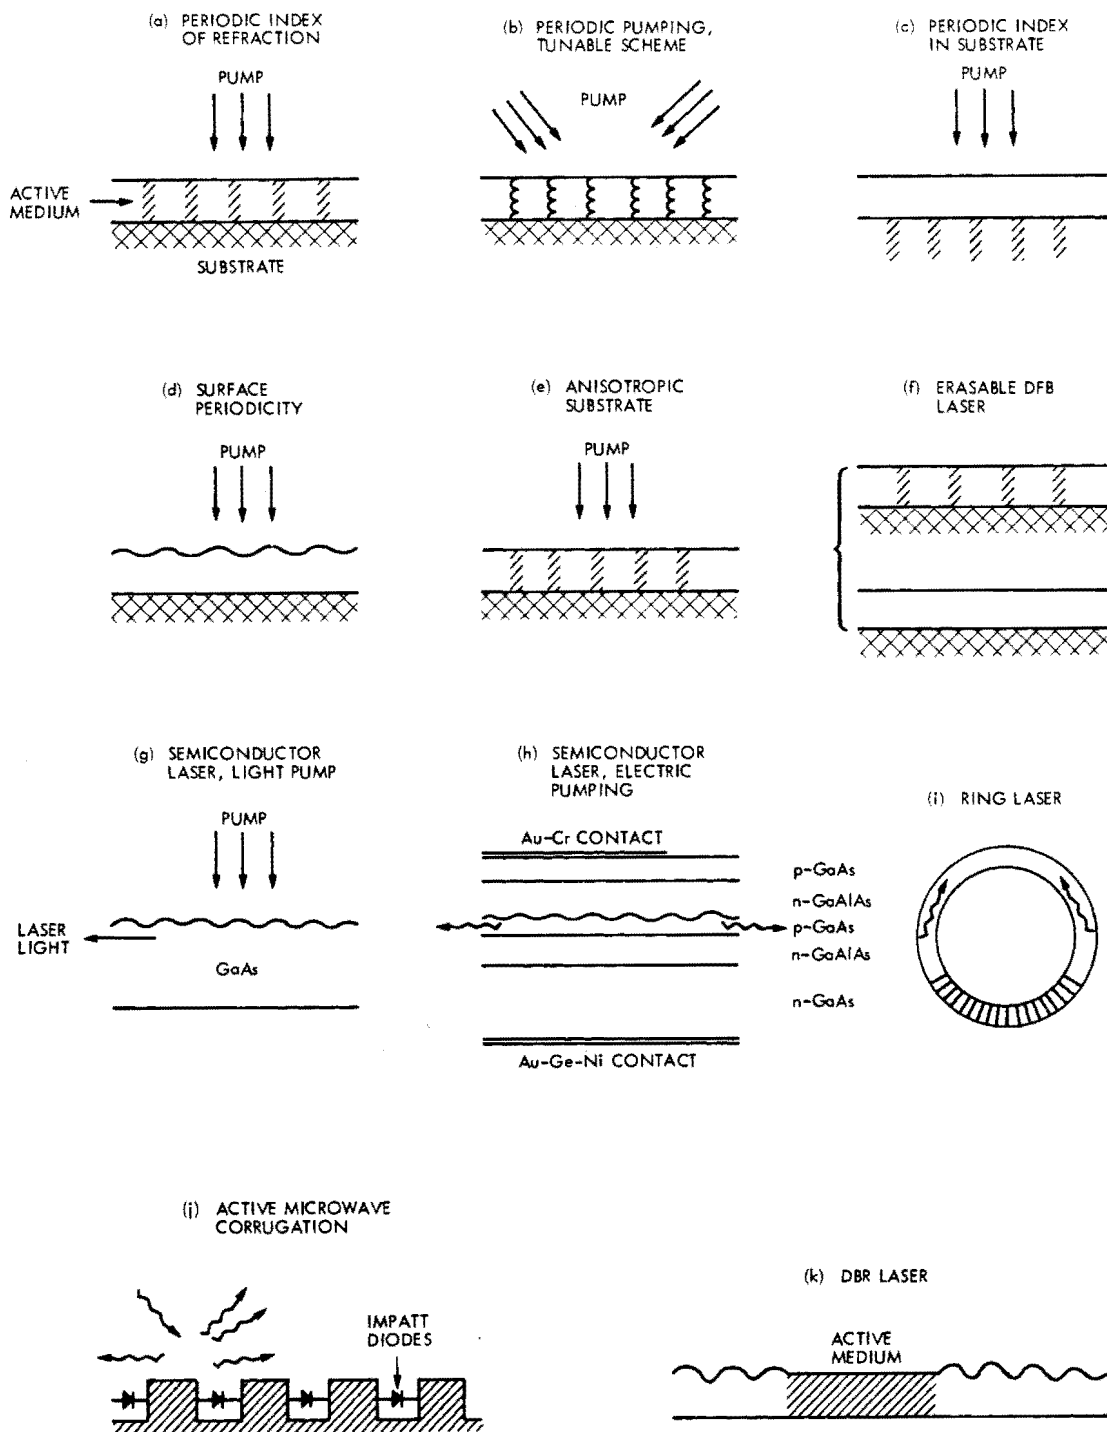 (a) PERIODIC INDEX
OF REFRACTION
PUMP
ACTIVE
MEDIUM
SUBSTRATE
(b) PERIODIC PUMPING,
TUNABLE SCHEME
PUMP
(c) PERIODIC INDEX
IN SUBSTRATE
PUMP
(d) SURFACE
PERIODICITY
PUMP
(e) ANISOTROPIC
SUBSTRATE
PUMP
(f) ERASABLE DFB
LASER
(g) SEMICONDUCTOR
LASER, LIGHT PUMP
PUMP
LASER
LIGHT
GaAs
(h) SEMICONDUCTOR
LASER, ELECTRIC
PUMPING
Au-Cr CONTACT
p-GaAs
n-GaAlAs
p-GaAs
n-GaAlAs
n-GaAs
Au-Ge-Ni CONTACT
(i) RING LASER
(j) ACTIVE MICROWAVE
CORRUGATION
IMPATT
DIODES
(k) DBR LASER
ACTIVE
MEDIUM